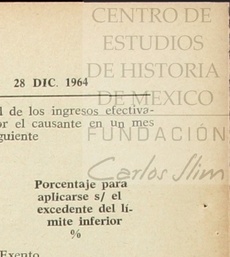 CENTRO DE
ESTUDIOS
DE HISTORIA
DE MEXICO
FUNDACIÓN
Carlos Slim
28 DIC. 1964
l de los ingresos efectiva-
or el causante en un mes
guiente
Porcentaje para
aplicarse s/ el
excedente del lí-
mite inferior
%
Exento